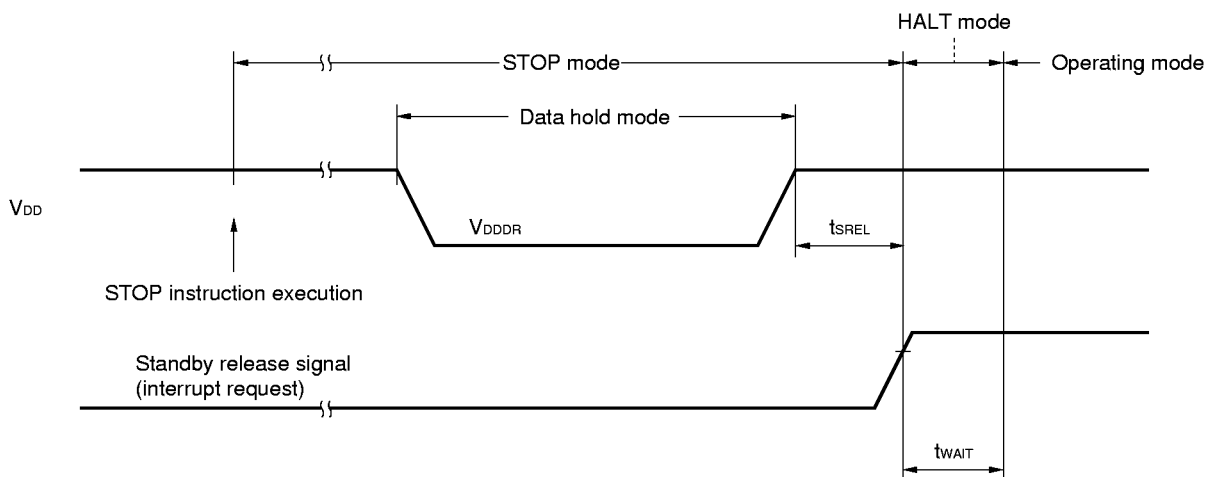 HALT mode
STOP mode
Operating mode
Data hold mode
VDD
VDDDR
tSREL
STOP instruction execution
Standby release signal
(interrupt request)
tWAIT